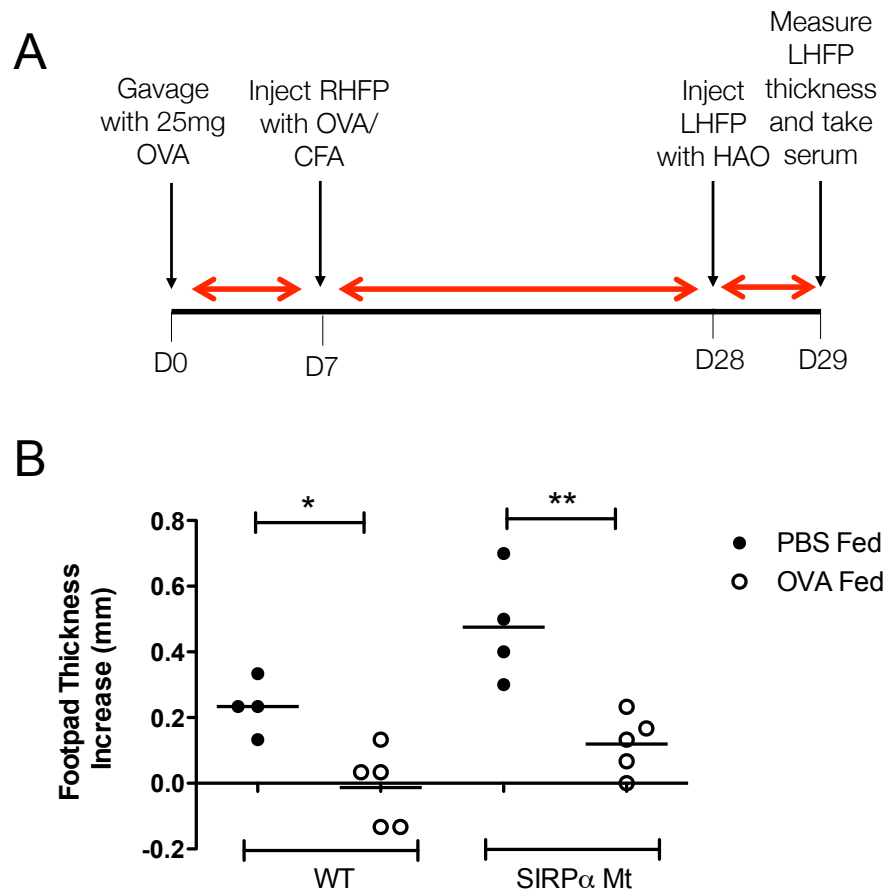 A
Gavage
with 25mg
OVA
Inject RHFP
with OVA/
CFA
Inject
LHFP
with HAO
Measure
LHFP
thickness
and take
serum
D0
D7
D28
D29
B
Footpad Thickness
Increase (mm)
0.8
0.6
0.4
0.2
0.0
-0.2
*
**
PBS Fed
OVA Fed
WT
SIRPα Mt